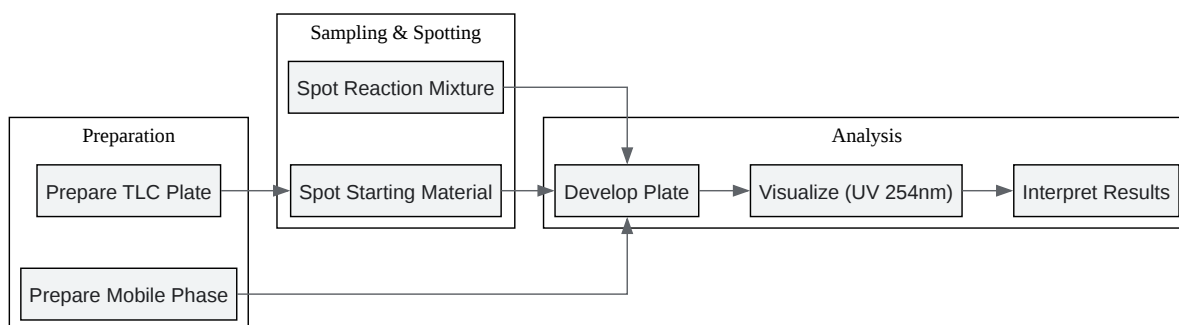 Sampling & Spotting
Spot Reaction Mixture
Preparation
Analysis
Prepare TLC Plate
Spot Starting Material
Develop Plate
Visualize (UV 254nm)
Interpret Results
Prepare Mobile Phase